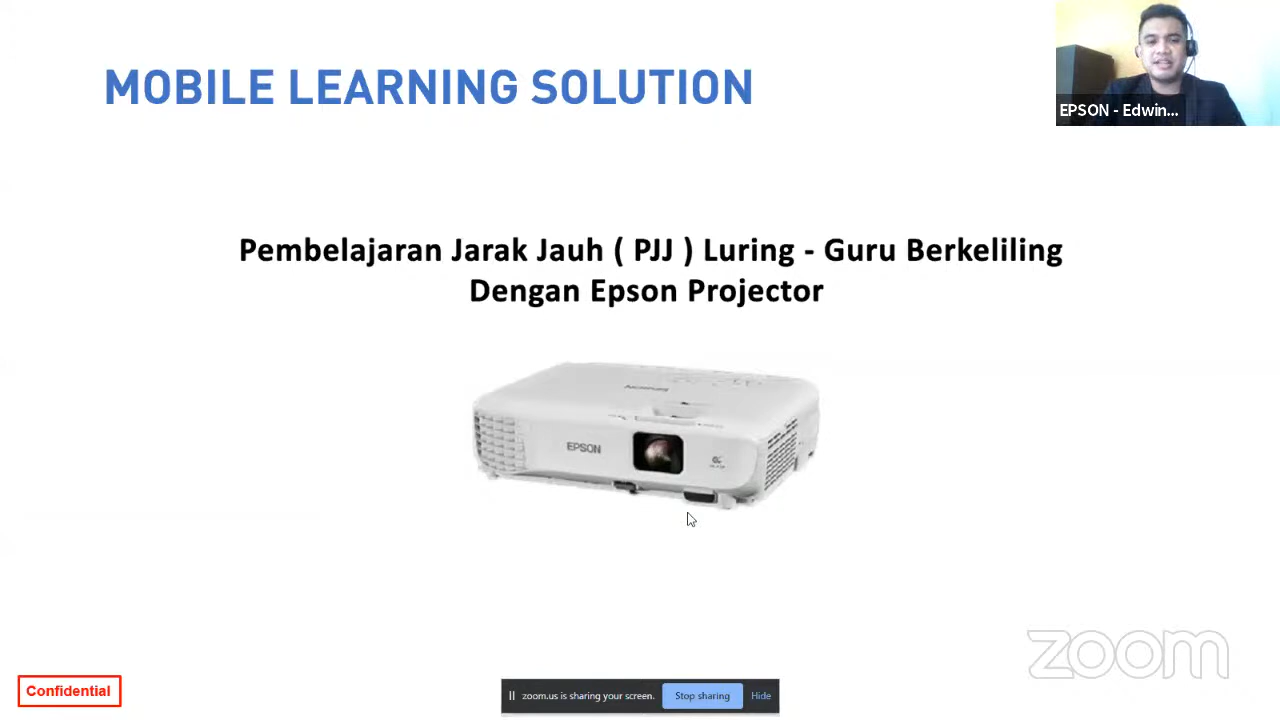 MOBILE LEARNING SOLUTION
EPSON - Edwin...
Pembelajaran Jarak Jauh ( PJJ ) Luring - Guru Berkeliling
Dengan Epson Projector
EPSON
zoom
Confidential
zoom.us is sharing your screen.
Stop sharing
Hide